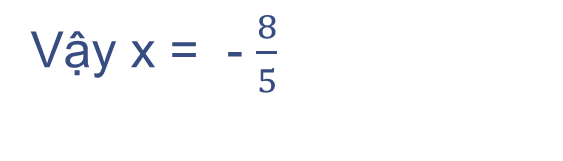 Vậy x = - 8/5